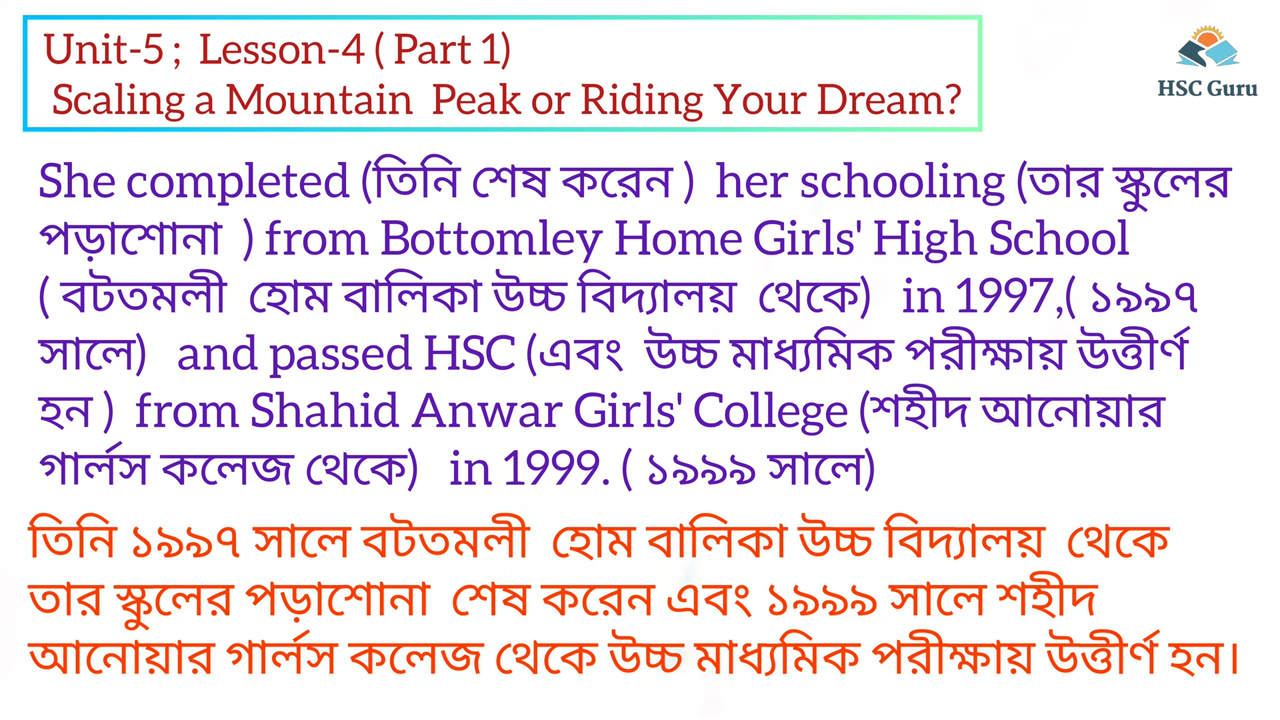 Unit-5 ; Lesson-4 ( Part 1)
Scaling a Mountain Peak or Riding Your Dream?
HSC Guru
She completed (তিনি শেষ করেন ) her schooling (তার স্কুলের
পড়াশোনা ) from Bottomley Home Girls' High School
( বটতমলী হোম বালিকা উচ্চ বিদ্যালয় থেকে) in 1997,( ১৯৯৭
সালে) and passed HSC (এবং উচ্চ মাধ্যমিক পরীক্ষায় উত্তীর্ণ
হন ) from Shahid Anwar Girls' College (শহীদ আনোয়ার
গার্লস কলেজ থেকে) in 1999. ( ১৯৯৯ সালে)
তিনি ১৯৯৭ সালে বটতমলী হোম বালিকা উচ্চ বিদ্যালয় থেকে
তার স্কুলের পড়াশোনা শেষ করেন এবং ১৯৯৯ সালে শহীদ
আনোয়ার গার্লস কলেজ থেকে উচ্চ মাধ্যমিক পরীক্ষায় উত্তীর্ণ হন।